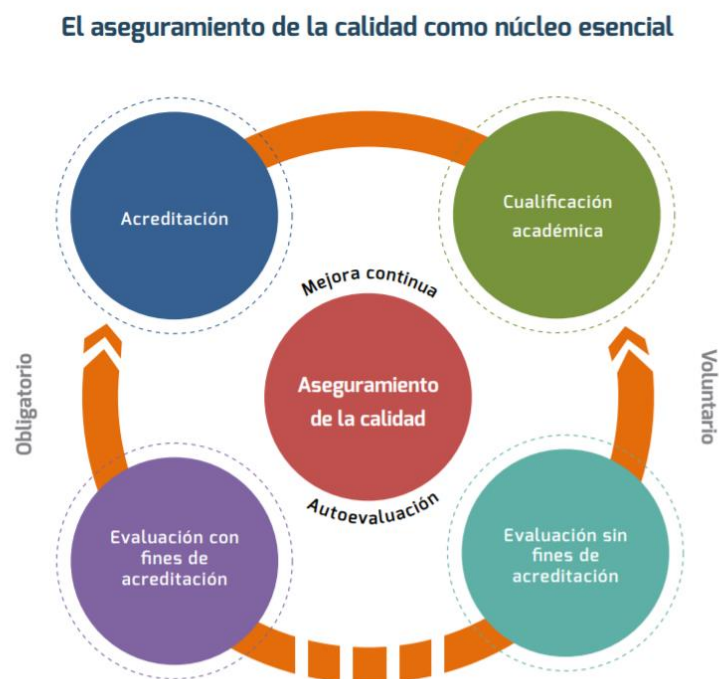 El aseguramiento de la calidad como núcleo esencial
Acreditación
Cualificación
académica
Mejora continua
Obligatorio
Aseguramiento
de la calidad
Voluntario
Autoevaluación
Evaluación con
fines de
acreditación
Evaluación sin
fines de
acreditación